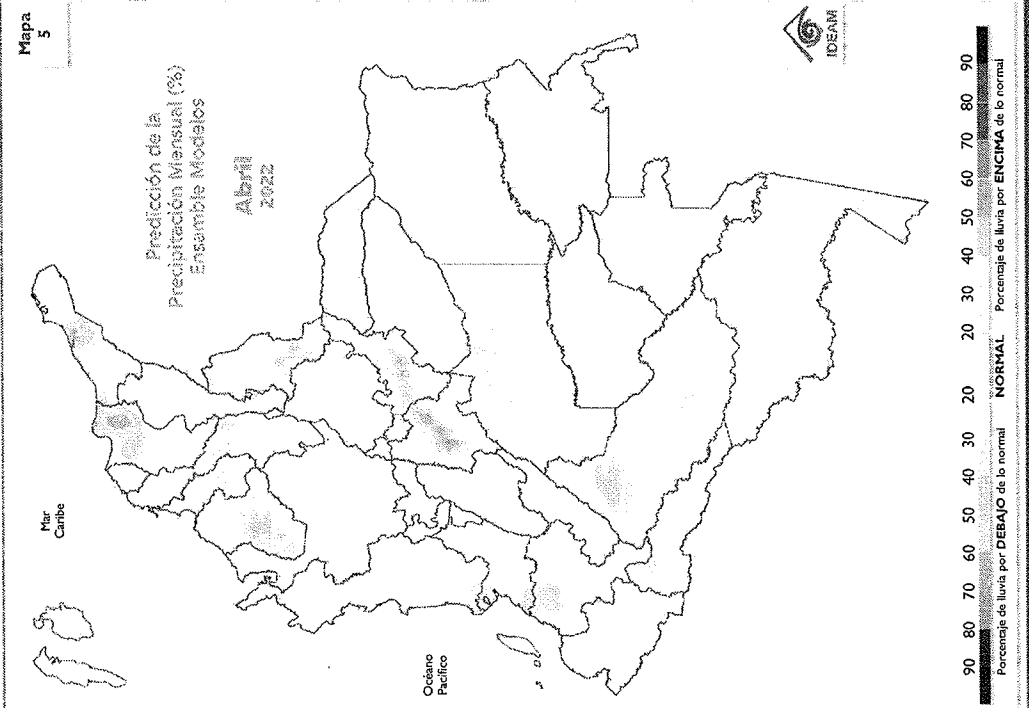 Mapa
5
Predicción de la
Precipitación Mensual (%)
Ensamble Modelos
Abril
2022
Mar
Caribe
Océano
Pacífico
IDEAM
90 80 70 60 50 40 30 20 NORMAL 20 30 40 50 60 70 80 90
Porcentaje de lluvia por DEBAJO de lo normal
Porcentaje de lluvia por ENCIMA de lo normal